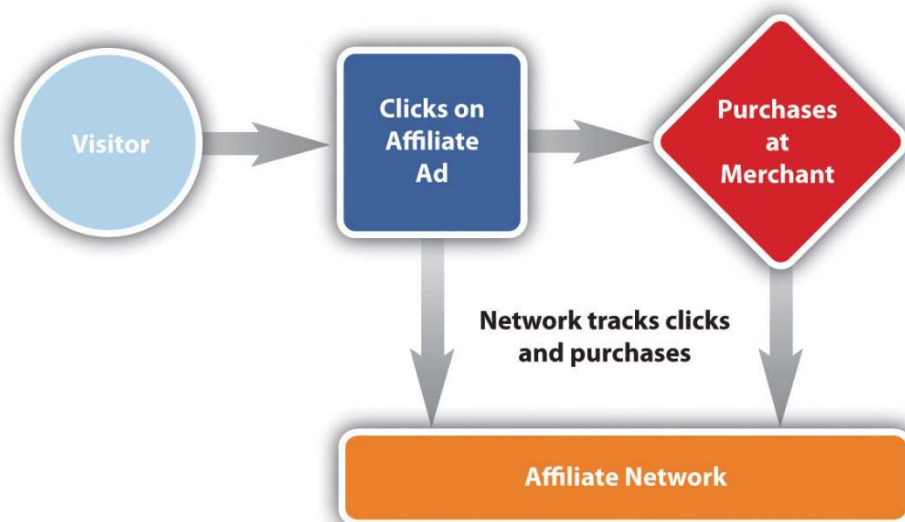 Visitor
Clicks on
Affiliate
Ad
Purchases
at
Merchant
Network tracks clicks
and purchases
Affiliate Network